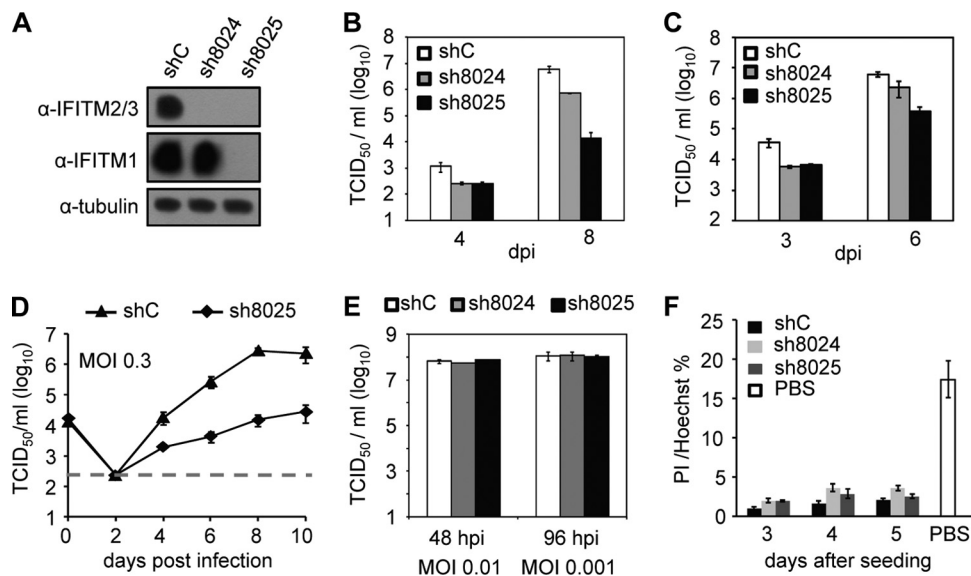 A
shC
sh8024
sh8025
α-IFITM2/3
α-IFITM1
α-tubulin
B
TCID50 / ml (log10)
8
7
6
5
4
3
2
1
shC
sh8024
sh8025
4 8
dpi
C
TCID50 / ml (log10)
8
7
6
5
4
3
2
shC
sh8024
sh8025
3 6
dpi
D
shC sh8025
TCID50/ml (log10)
7
6
5
4
3
2
1
MOI 0.3
0 2 4 6 8 10
days post infection
E
shC sh8024 sh8025
TCID50 / ml (log10)
9
7
5
3
1
48 hpi 96 hpi
MOI 0.01 MOI 0.001
F
PI /Hoechst %
25
20
15
10
5
0
shC
sh8024
sh8025
PBS
3 4 5 PBS
days after seeding